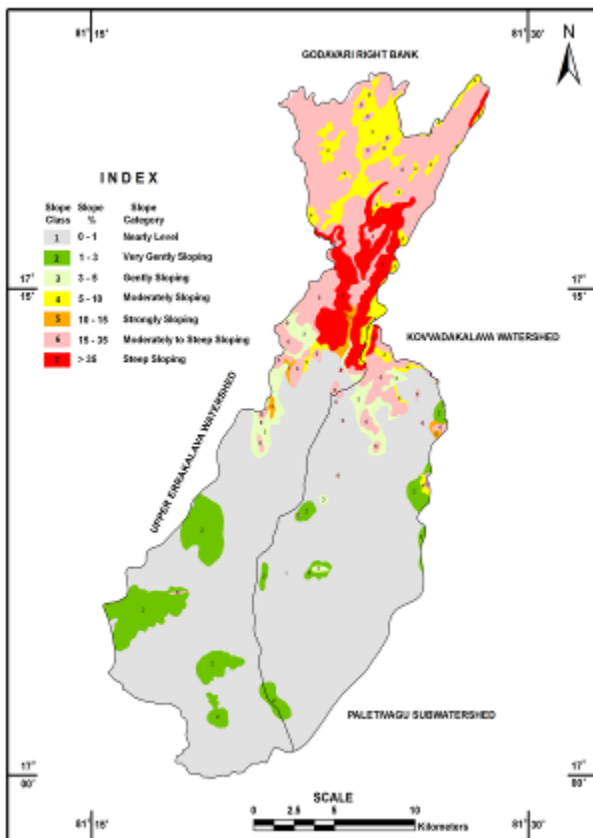 81° 15'
81° 30'
GODAVARI RIGHT BANK
N
INDEX
Slope Class
Slope %
Slope Category
1 0 - 1 Nearly Level
2 1 - 3 Very Gently Sloping
3 3 - 5 Gently Sloping
4 5 - 10 Moderately Sloping
5 10 - 15 Strongly Sloping
6 15 - 35 Moderately to Steep Sloping
7 > 35 Steep Sloping
17° 15'
17° 15'
KOVVADAKALAVA WATERSHED
UPPER ERRAKALAVA WATERSHED
PALETIVAGU SUBWATERSHED
17° 00'
17° 00'
SCALE
0 2.5 5 10
Kilometers
81° 15'
81° 30'